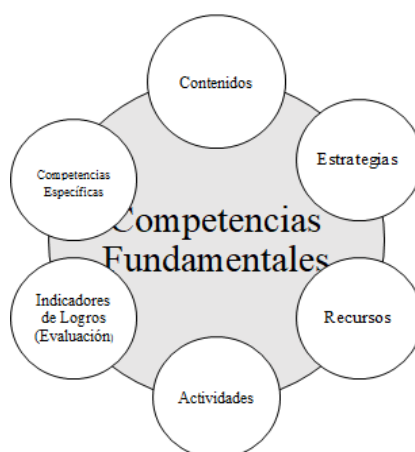 Contenidos
Estrategias
Competencias
Específicas
Competencias
Fundamentales
Indicadores
de Logros
(Evaluación)
Recursos
Actividades